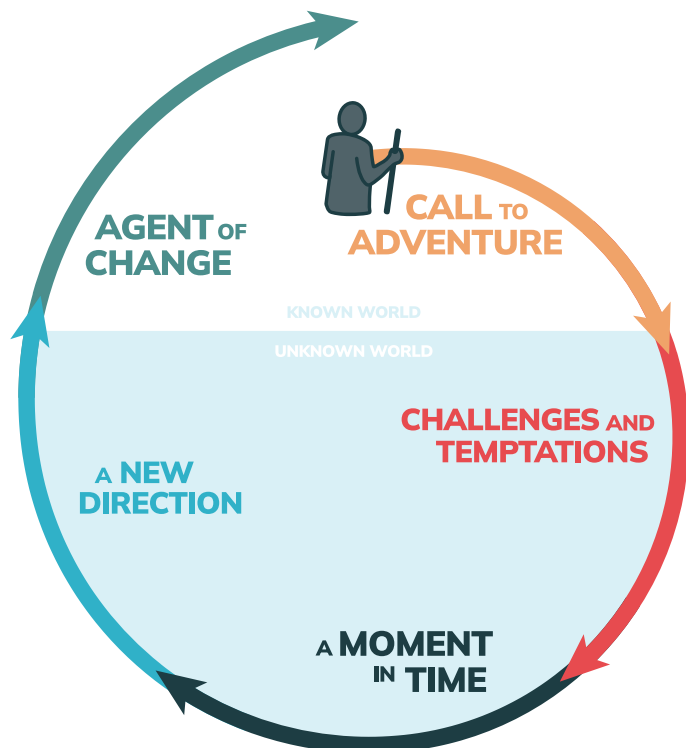 CALL TO
ADVENTURE
AGENT OF
CHANGE
KNOWN WORLD
UNKNOWN WORLD
CHALLENGES AND
TEMPTATIONS
A NEW
DIRECTION
A MOMENT
IN TIME